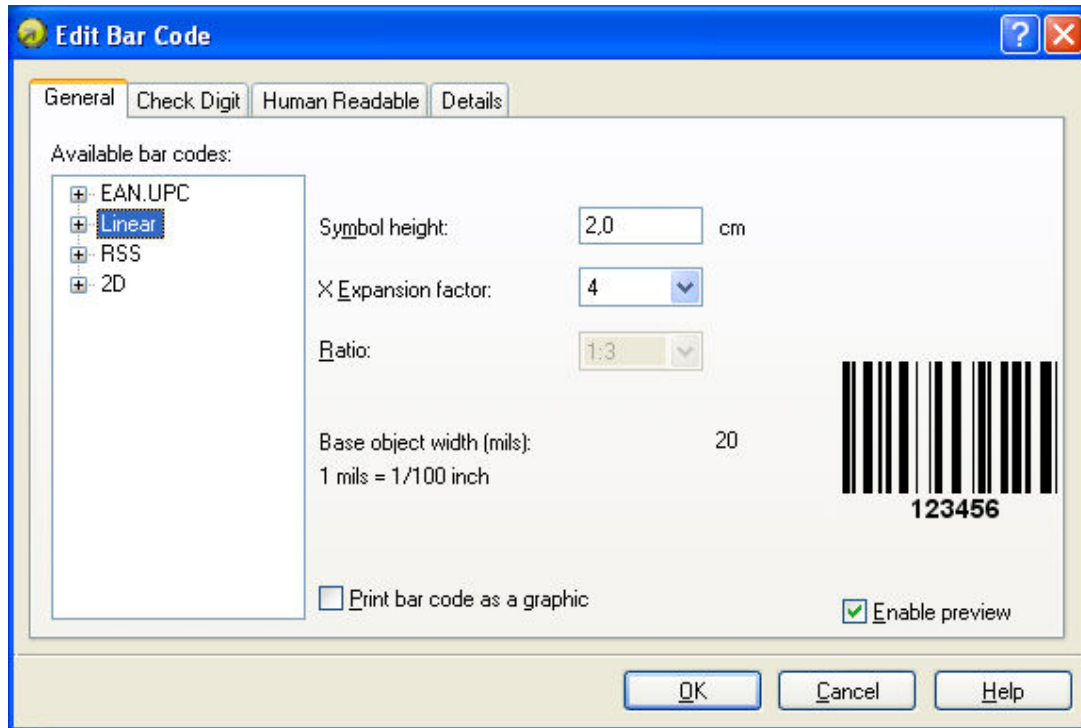 Edit Bar Code
General Check Digit Human Readable Details
Available bar codes:
EAN.UPC
Linear
RSS
2D
Symbol height: 2,0 cm
X Expansion factor: 4
Ratio: 1:3
Base object width (mils): 20
1 mils = 1/100 inch
123456
Print bar code as a graphic
Enable preview
OK Cancel Help